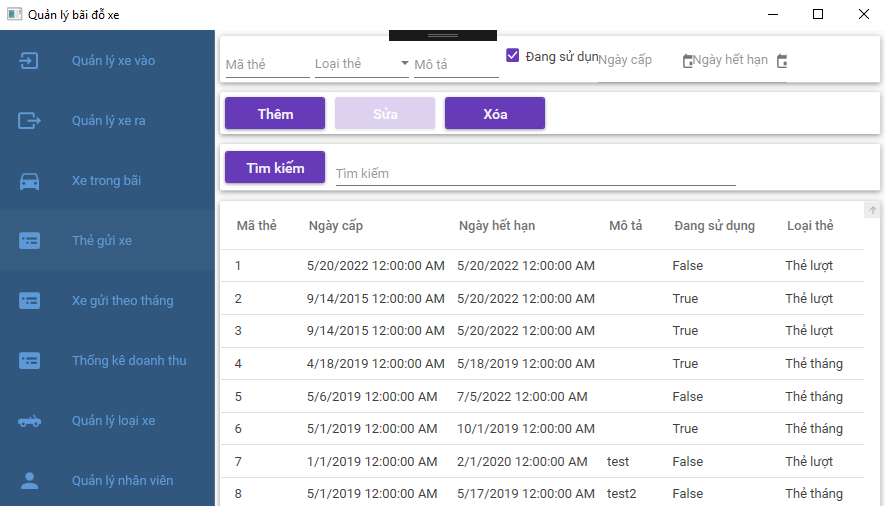 Quản lý bãi đỗ xe
Quản lý xe vào
Quản lý xe ra
Xe trong bãi
Thẻ gửi xe
Xe gửi theo tháng
Thống kê doanh thu
Quản lý loại xe
Quản lý nhân viên
Mã thẻ Loại thẻ Mô tả Đang sử dụn Ngày cấp Ngày hết hạn
Thêm Sửa Xóa
Tìm kiếm Tìm kiếm
Mã thẻ Ngày cấp Ngày hết hạn Mô tả Đang sử dụng Loại thẻ
1 5/20/2022 12:00:00 AM 5/20/2022 12:00:00 AM False Thẻ lượt
2 9/14/2015 12:00:00 AM 5/20/2022 12:00:00 AM True Thẻ lượt
3 9/14/2015 12:00:00 AM 5/20/2022 12:00:00 AM True Thẻ lượt
4 4/18/2019 12:00:00 AM 5/18/2019 12:00:00 AM True Thẻ tháng
5 5/6/2019 12:00:00 AM 7/5/2022 12:00:00 AM False Thẻ tháng
6 5/1/2019 12:00:00 AM 10/1/2019 12:00:00 AM True Thẻ tháng
7 1/1/2019 12:00:00 AM 2/1/2020 12:00:00 AM test False Thẻ lượt
8 5/1/2019 12:00:00 AM 5/17/2019 12:00:00 AM test2 False Thẻ tháng